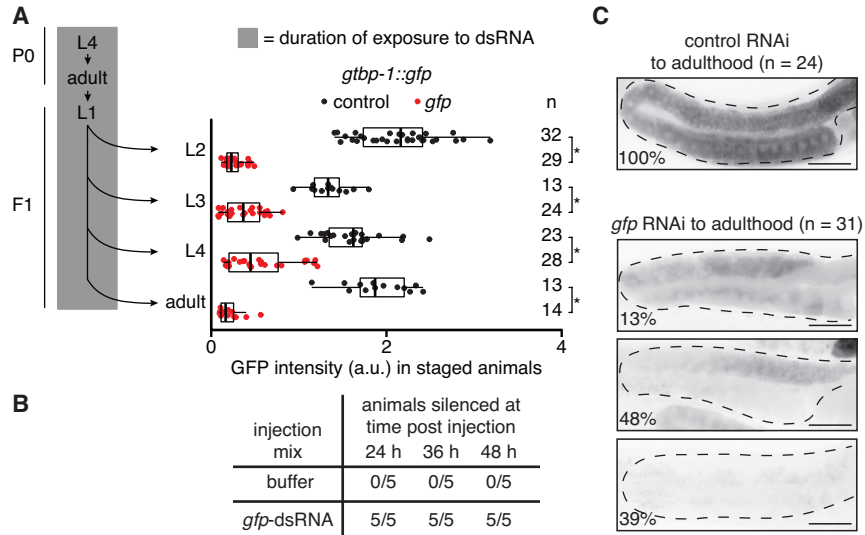 A
P0
L4
adult
L1
F1
= duration of exposure to dsRNA
gtbp-1::gfp
control
gfp
n
L2
32
29
*
L3
13
24
*
L4
23
28
*
adult
13
14
*
0
2
4
GFP intensity (a.u.) in staged animals
B
injection mix
animals silenced at
time post injection
24 h 36 h 48 h
buffer 0/5 0/5 0/5
gfp-dsRNA 5/5 5/5 5/5
C
control RNAi
to adulthood (n = 24)
100%
gfp RNAi to adulthood (n = 31)
13%
48%
39%